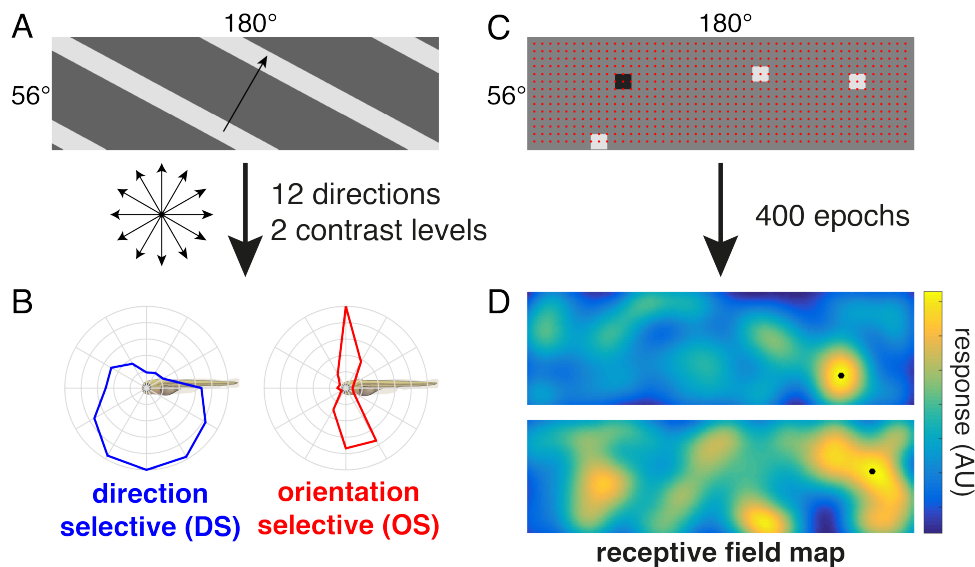 A
180°
56°
12 directions
2 contrast levels
B
direction
selective (DS)
orientation
selective (OS)
C
180°
56°
400 epochs
D
response (AU)
receptive field map